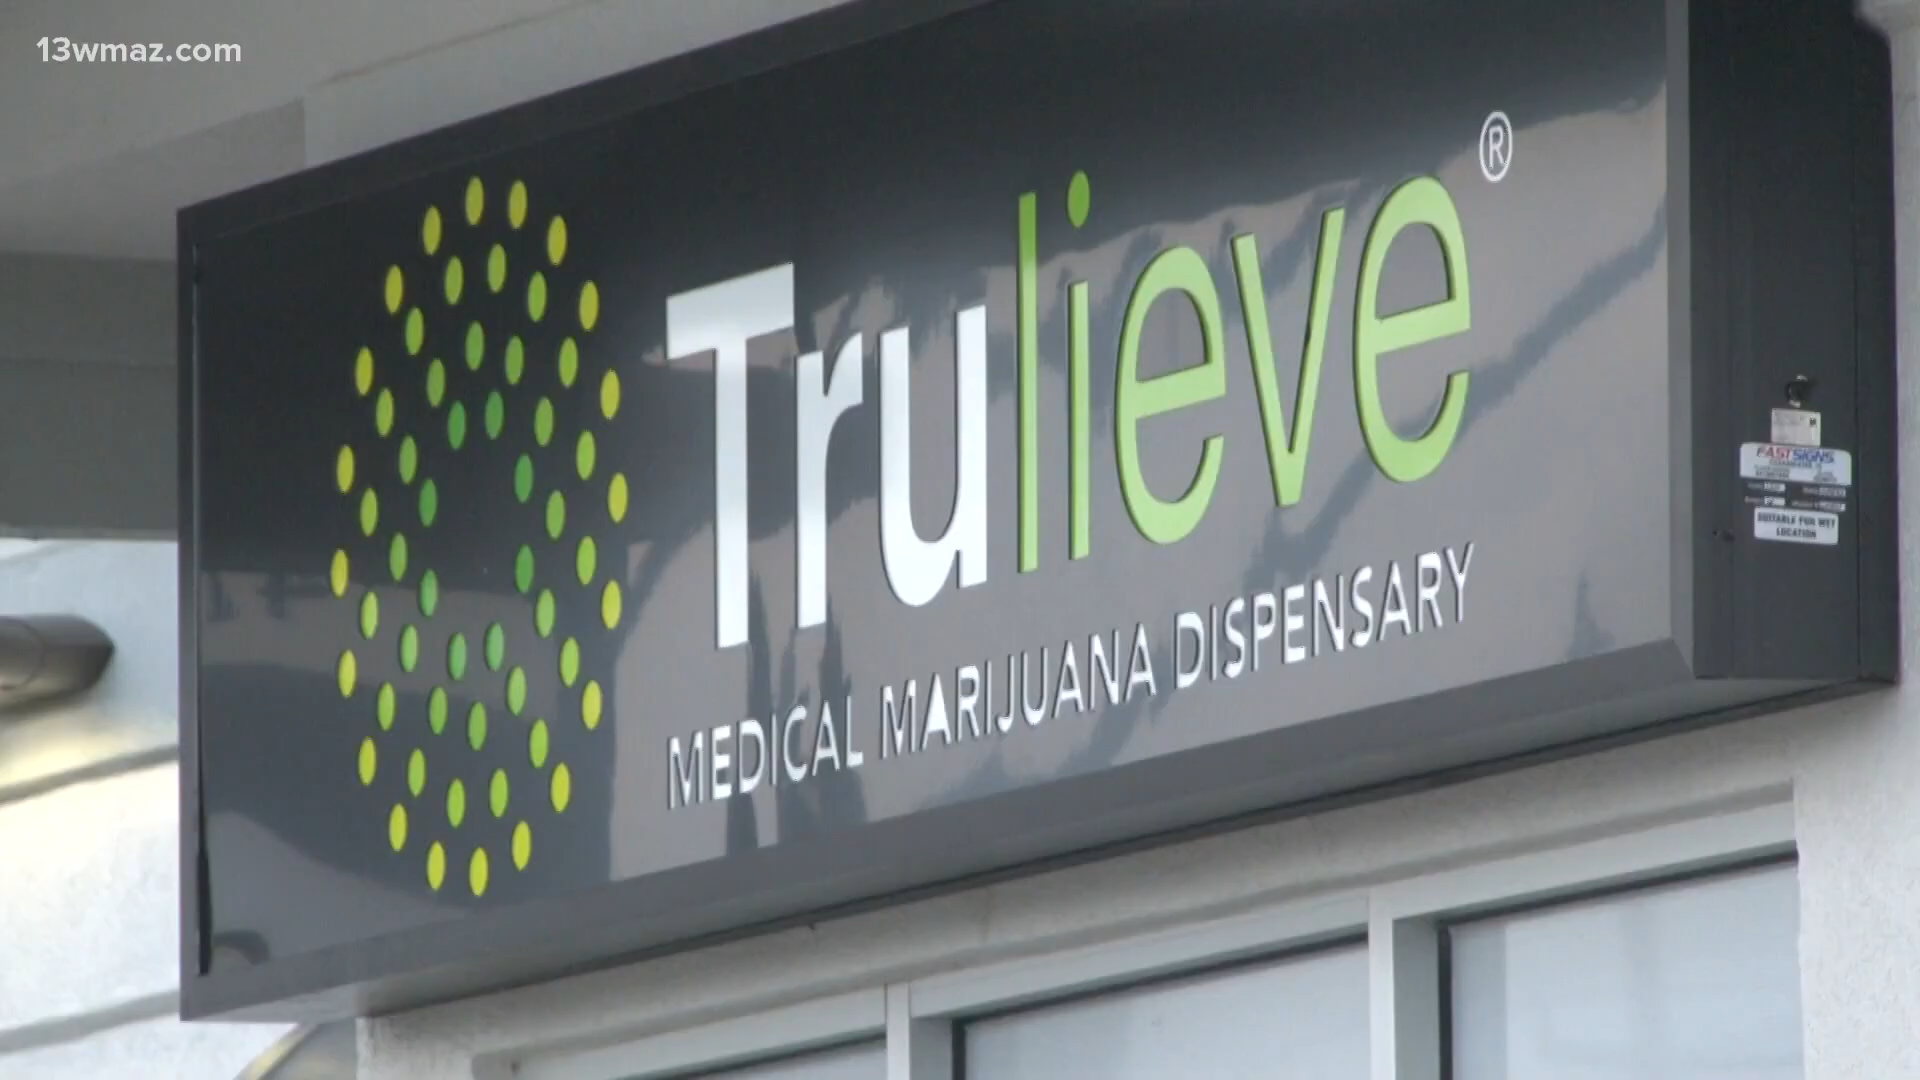 13wmaz.com
Trulieve®
MEDICAL MARIJUANA DISPENSARY
FASTSIGNS
SUITABLE FOR WET
LOCATION